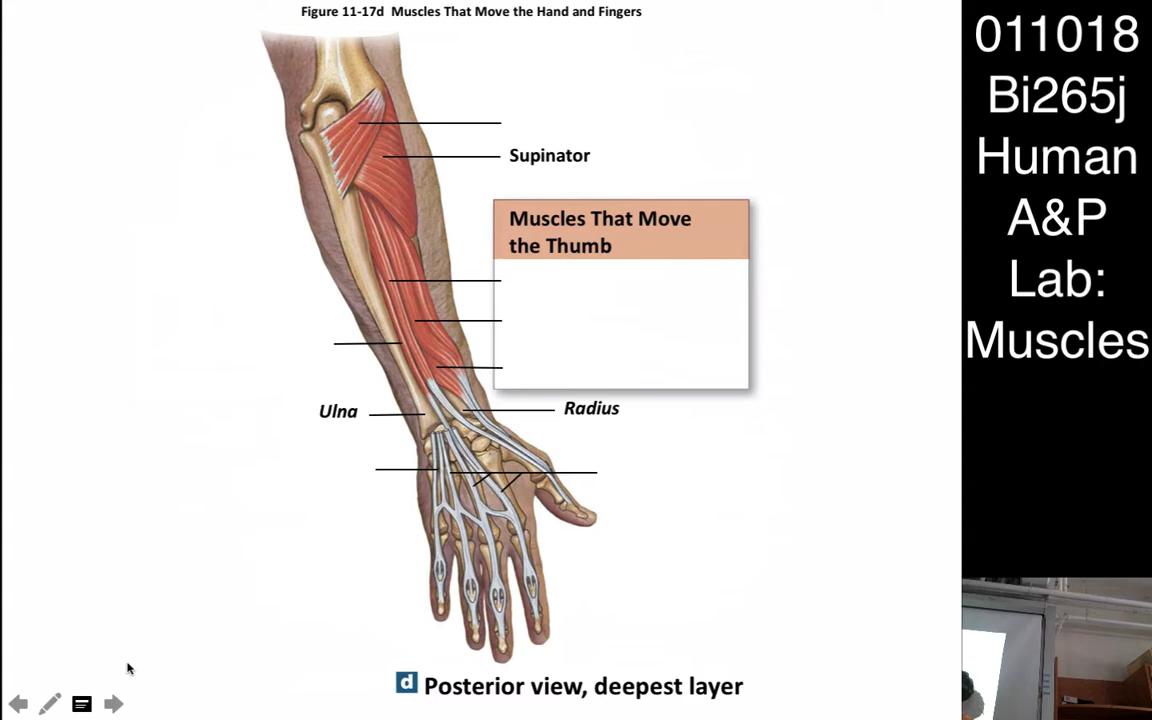 Figure 11-17d Muscles That Move the Hand and Fingers
Supinator
Muscles That Move
the Thumb
Ulna
Radius
d Posterior view, deepest layer
011018
Bi265j
Human
A&P
Lab:
Muscles